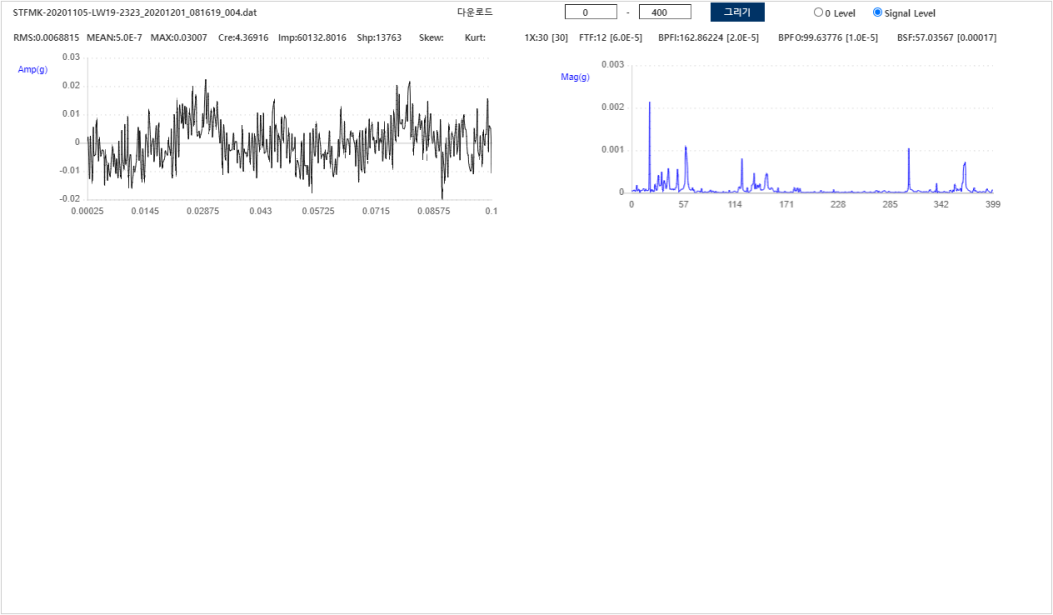 STFMK-20201105-LW19-2323_20201201_081619_004.dat 다운로드 0 - 400 그리기 0 Level Signal Level
RMS:0.0068815 MEAN:5.0E-7 MAX:0.03007 Cre:4.36916 Imp:60132.8016 Shp:13763 Skew: Kurt: 1X:30 [30] FTF:12 [6.0E-5] BPFI:162.86224 [2.0E-5] BPFO:99.63776 [1.0E-5] BSF:57.03567 [0.00017]
Amp(g)
0.03
0.02
0.01
0
-0.01
-0.02
0.00025 0.0145 0.02875 0.043 0.05725 0.0715 0.08575 0.1
Mag(g)
0.003
0.002
0.001
0
0 57 114 171 228 285 342 399